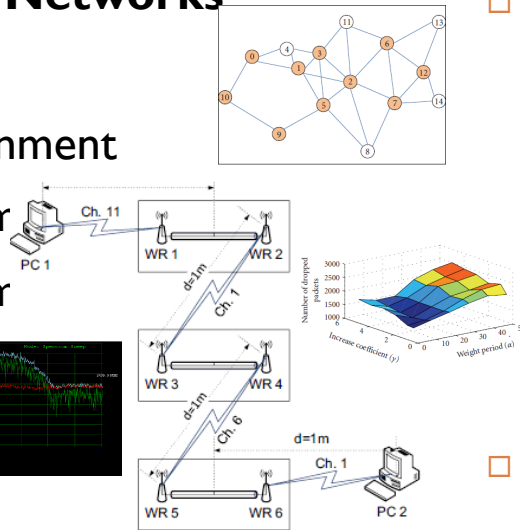 Networks
11
13
6
4
3
0
1
12
2
10
5
7
14
9
8
nment
Ch. 11
PC 1
WR 1
WR 2
d=1m
Ch. 1
3000
2500
2000
1500
1000
Number of dropped
packets
6
4
2
0
Increase coefficient (y)
0
10
20
30
40
Weight period (α)
WR 3
WR 4
d=1m
Ch. 6
d=1m
Ch. 1
WR 5
WR 6
PC 2